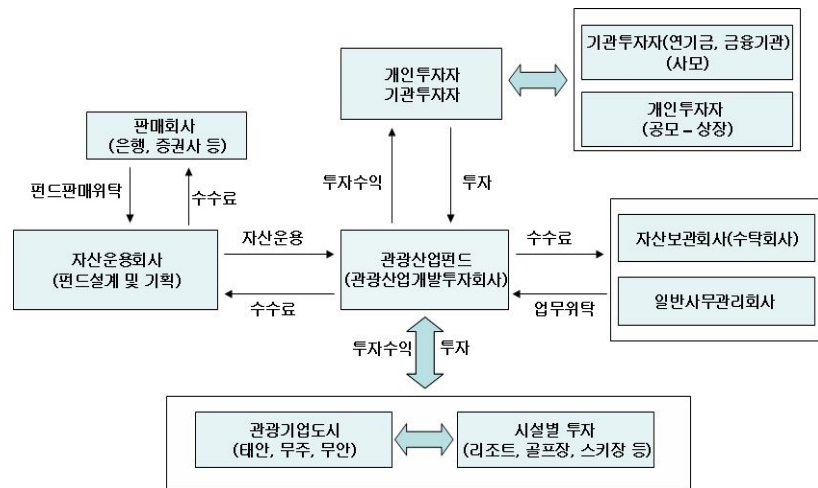 개인투자자
기관투자자
기관투자자(연기금, 금융기관)
(사모)
개인투자자
(공모 – 상장)
판매회사
(은행, 증권사 등)
펀드판매위탁
수수료
투자수익
투자
자산운용회사
(펀드설계 및 기획)
자산운용
수수료
관광산업펀드
(관광산업개발투자회사)
수수료
업무위탁
자산보관회사(수탁회사)
일반사무관리회사
투자수익
투자
관광기업도시
(태안, 무주, 무안)
시설별 투자
(리조트, 골프장, 스키장 등)